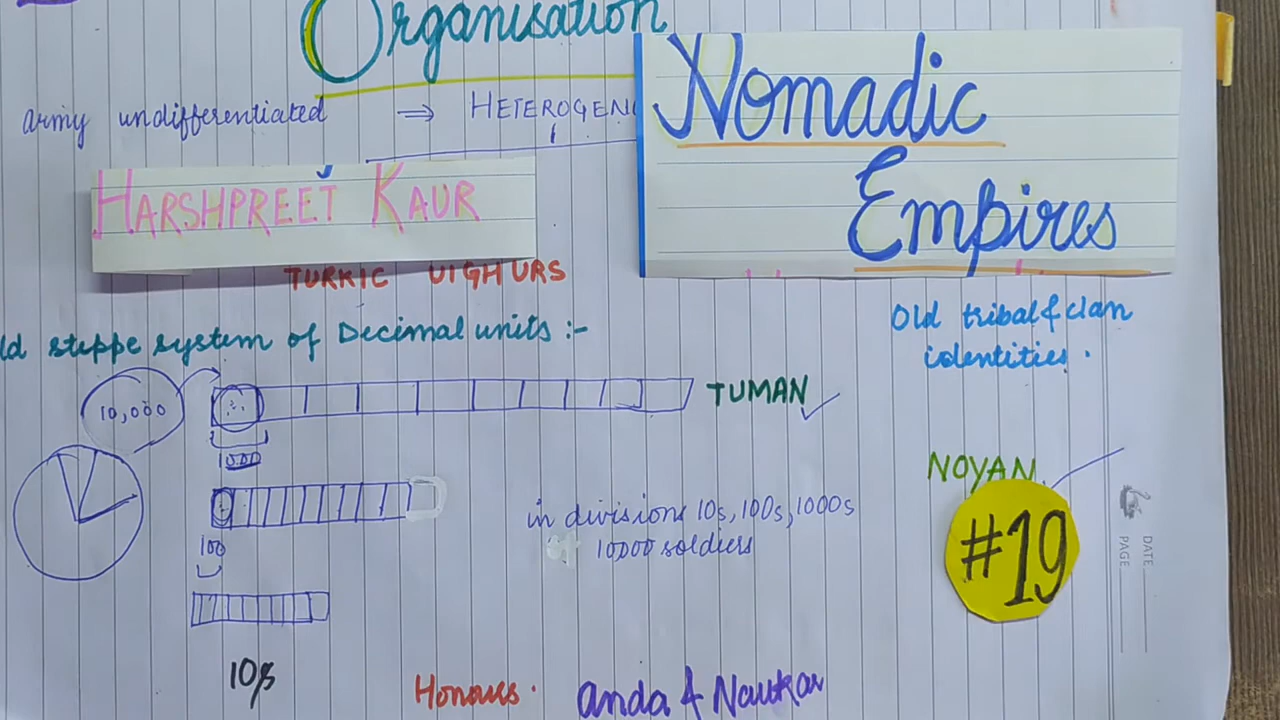 Organisation
army undifferentiated ⇒ HETEROGEN
Nomadic
Empires
HARSHPREET KAUR
TURKIC UIGHURS
ld steppe system of Decimal units :-
Old tribal & clan
identities.
10,000
TUMAN
1000
NOYAN
#19
in divisions 10s, 100s, 1000s
10000 soldiers
100
DATE
PAGE
10s
Honours. anda & Naukar